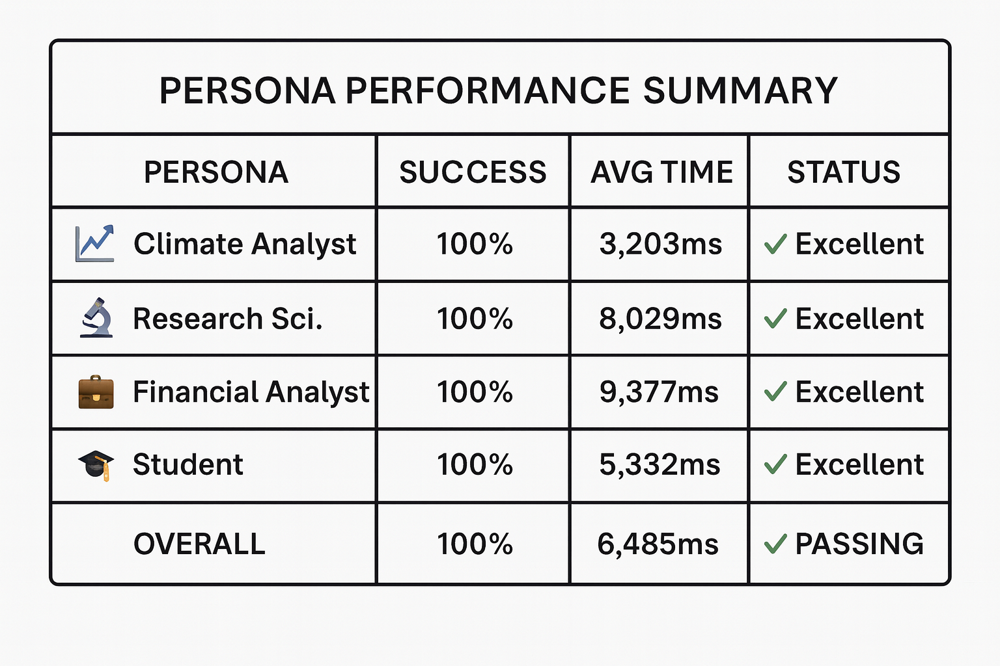 PERSONA PERFORMANCE SUMMARY
PERSONA SUCCESS AVG TIME STATUS
Climate Analyst 100% 3,203ms ✓ Excellent
Research Sci. 100% 8,029ms ✓ Excellent
Financial Analyst 100% 9,377ms ✓ Excellent
Student 100% 5,332ms ✓ Excellent
OVERALL 100% 6,485ms ✓ PASSING